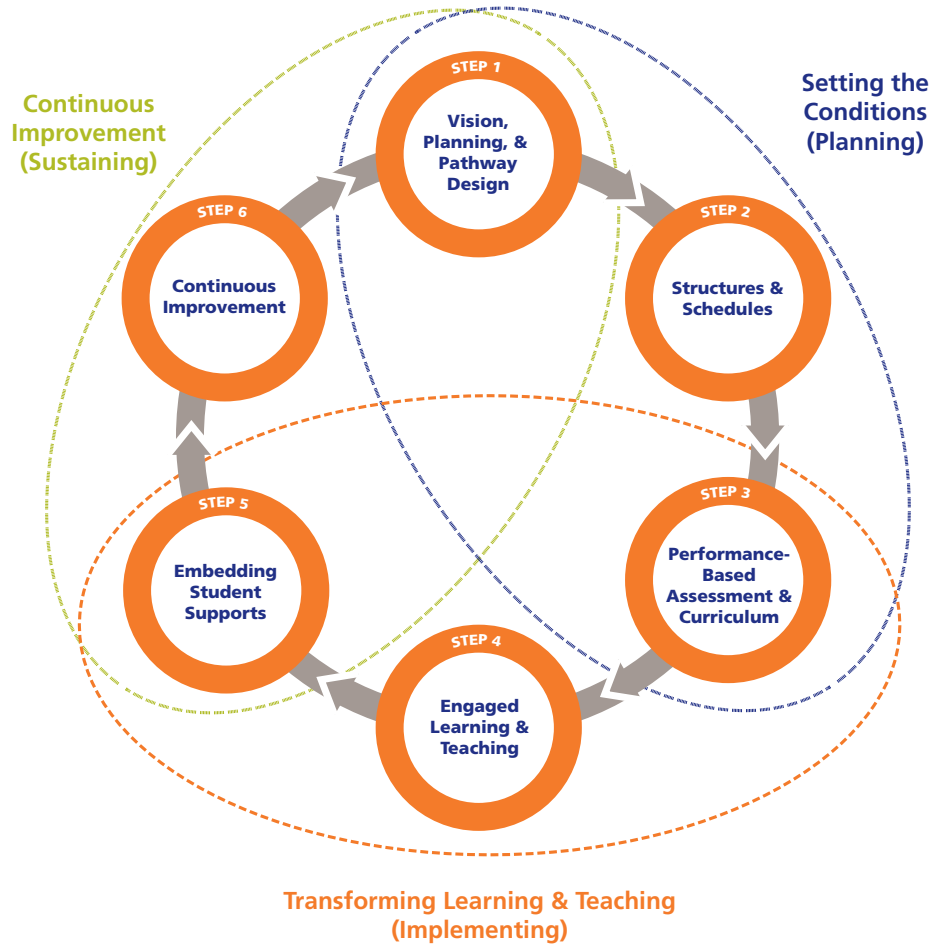 Continuous
Improvement
(Sustaining)
Setting the
Conditions
(Planning)
STEP 1
Vision,
Planning, &
Pathway
Design
STEP 2
Structures &
Schedules
STEP 3
Performance-
Based
Assessment &
Curriculum
STEP 4
Engaged
Learning &
Teaching
STEP 5
Embedding
Student
Supports
STEP 6
Continuous
Improvement
Transforming Learning & Teaching
(Implementing)